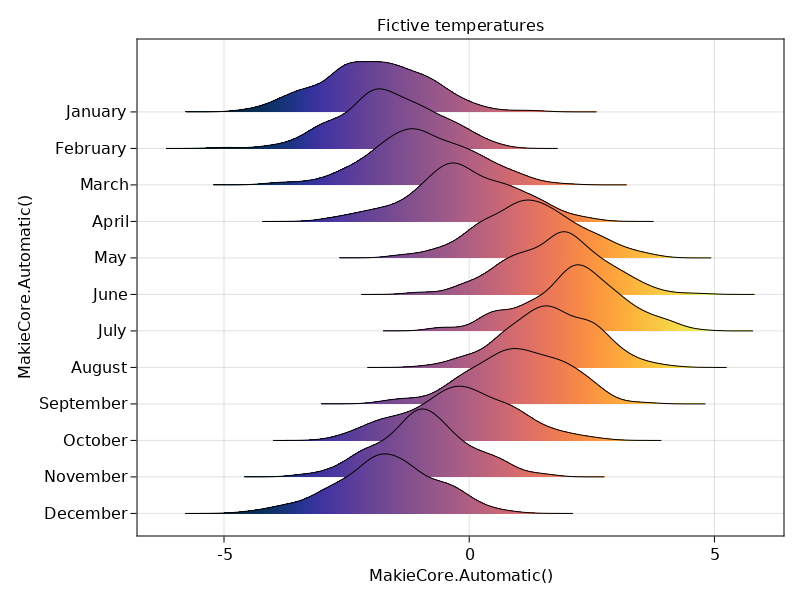 Fictive temperatures
January
February
March
April
May
June
July
August
September
October
November
December
MakieCore.Automatic()
-5
0
5
MakieCore.Automatic()